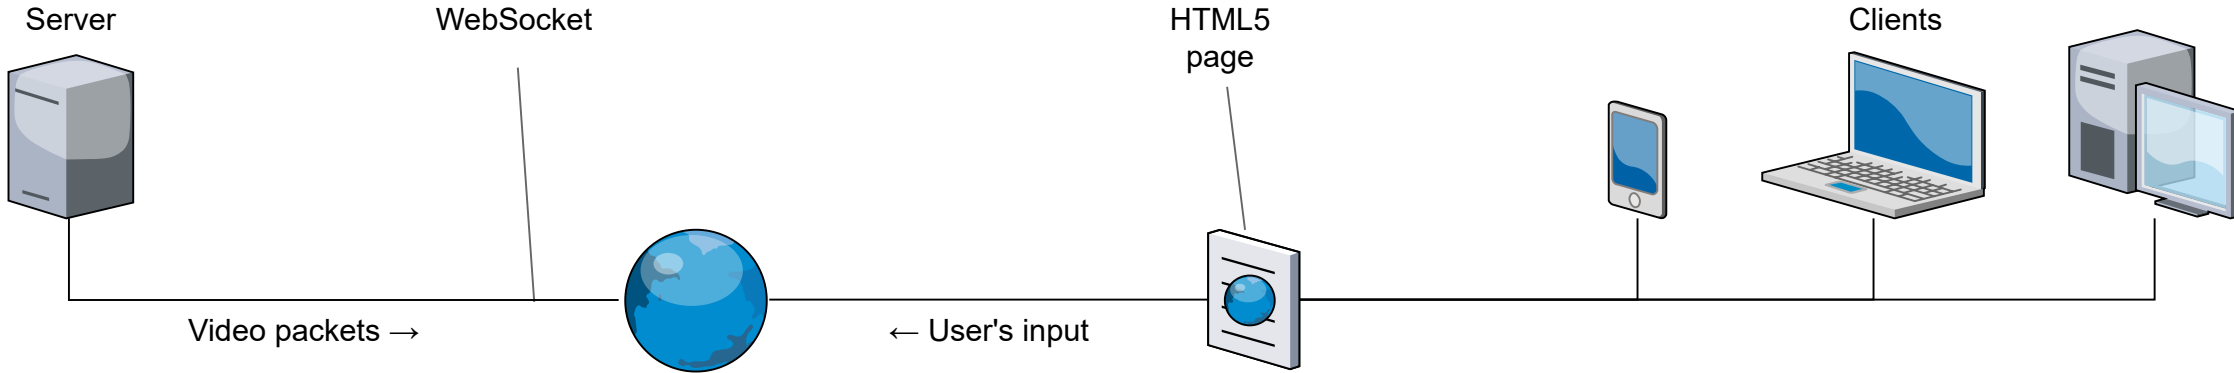 Server
WebSocket
HTML5
page
Clients
Video packets →
← User's input